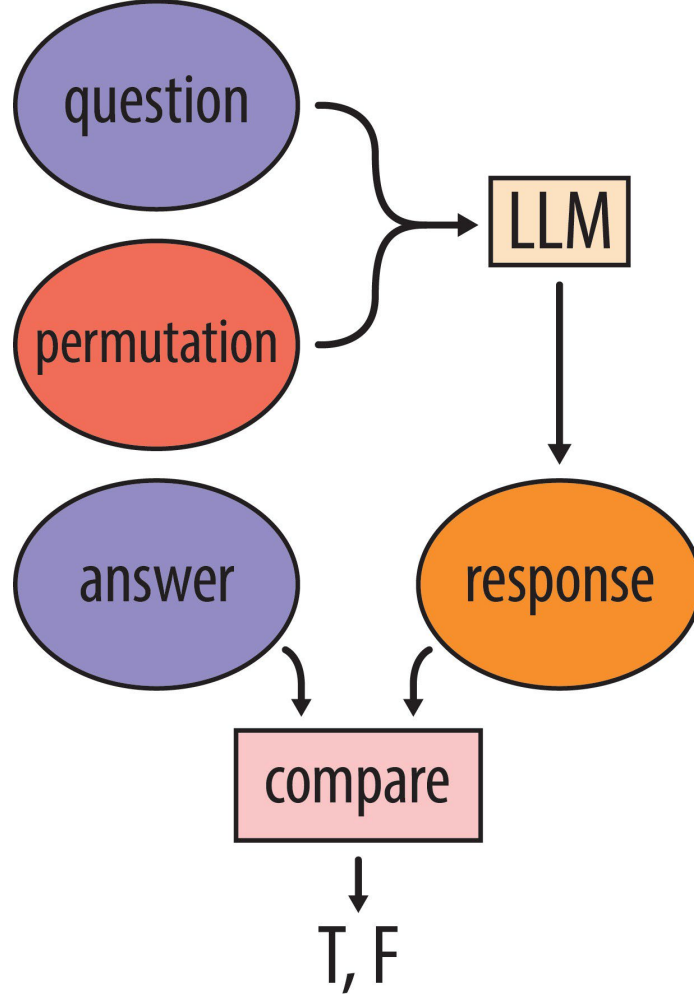 question
LLM
permutation
answer
response
compare
T, F